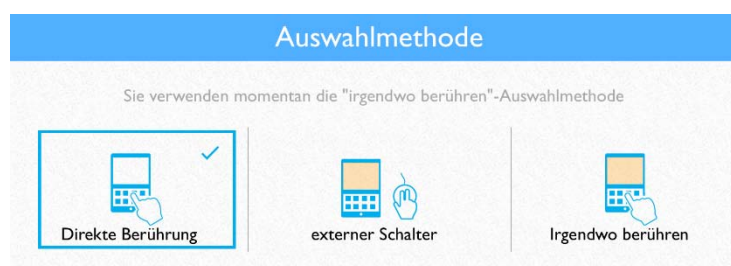 Auswahlmethode
Sie verwenden momentan die "irgendwo berühren"-Auswahlmethode
Direkte Berührung
externer Schalter
Irgendwo berühren